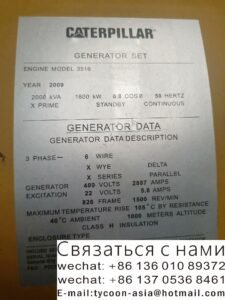 CATERPILLAR
GENERATOR SET
ENGINE MODEL 3516
YEAR : 2009
2000 kVA 1600 kW 0.8 COSØ 50 HERTZ
X PRIME STANDBY CONTINUOUS
GENERATOR DATA
GENERATOR DATA DESCRIPTION
3 PHASE— 6 WIRE
X WYE DELTA
X SERIES PARALLEL
GENERATOR 400 VOLTS 2887 AMPS
EXCITATION 22 VOLTS 5.8 AMPS
826 FRAME 1500 REV/MIN
MAXIMUM TEMPERATURE RISE 105°C BY RESISTANCE
40°C AMBIENT 1000 METERS ALTITUDE
CLASS H INSULATION
ENCLOSURE TYPE
Связаться с нами
wechat: +86 136 010 89372
wechat: +86 137 0536 8461
E-mail:tycoon-asia@hotmail.com